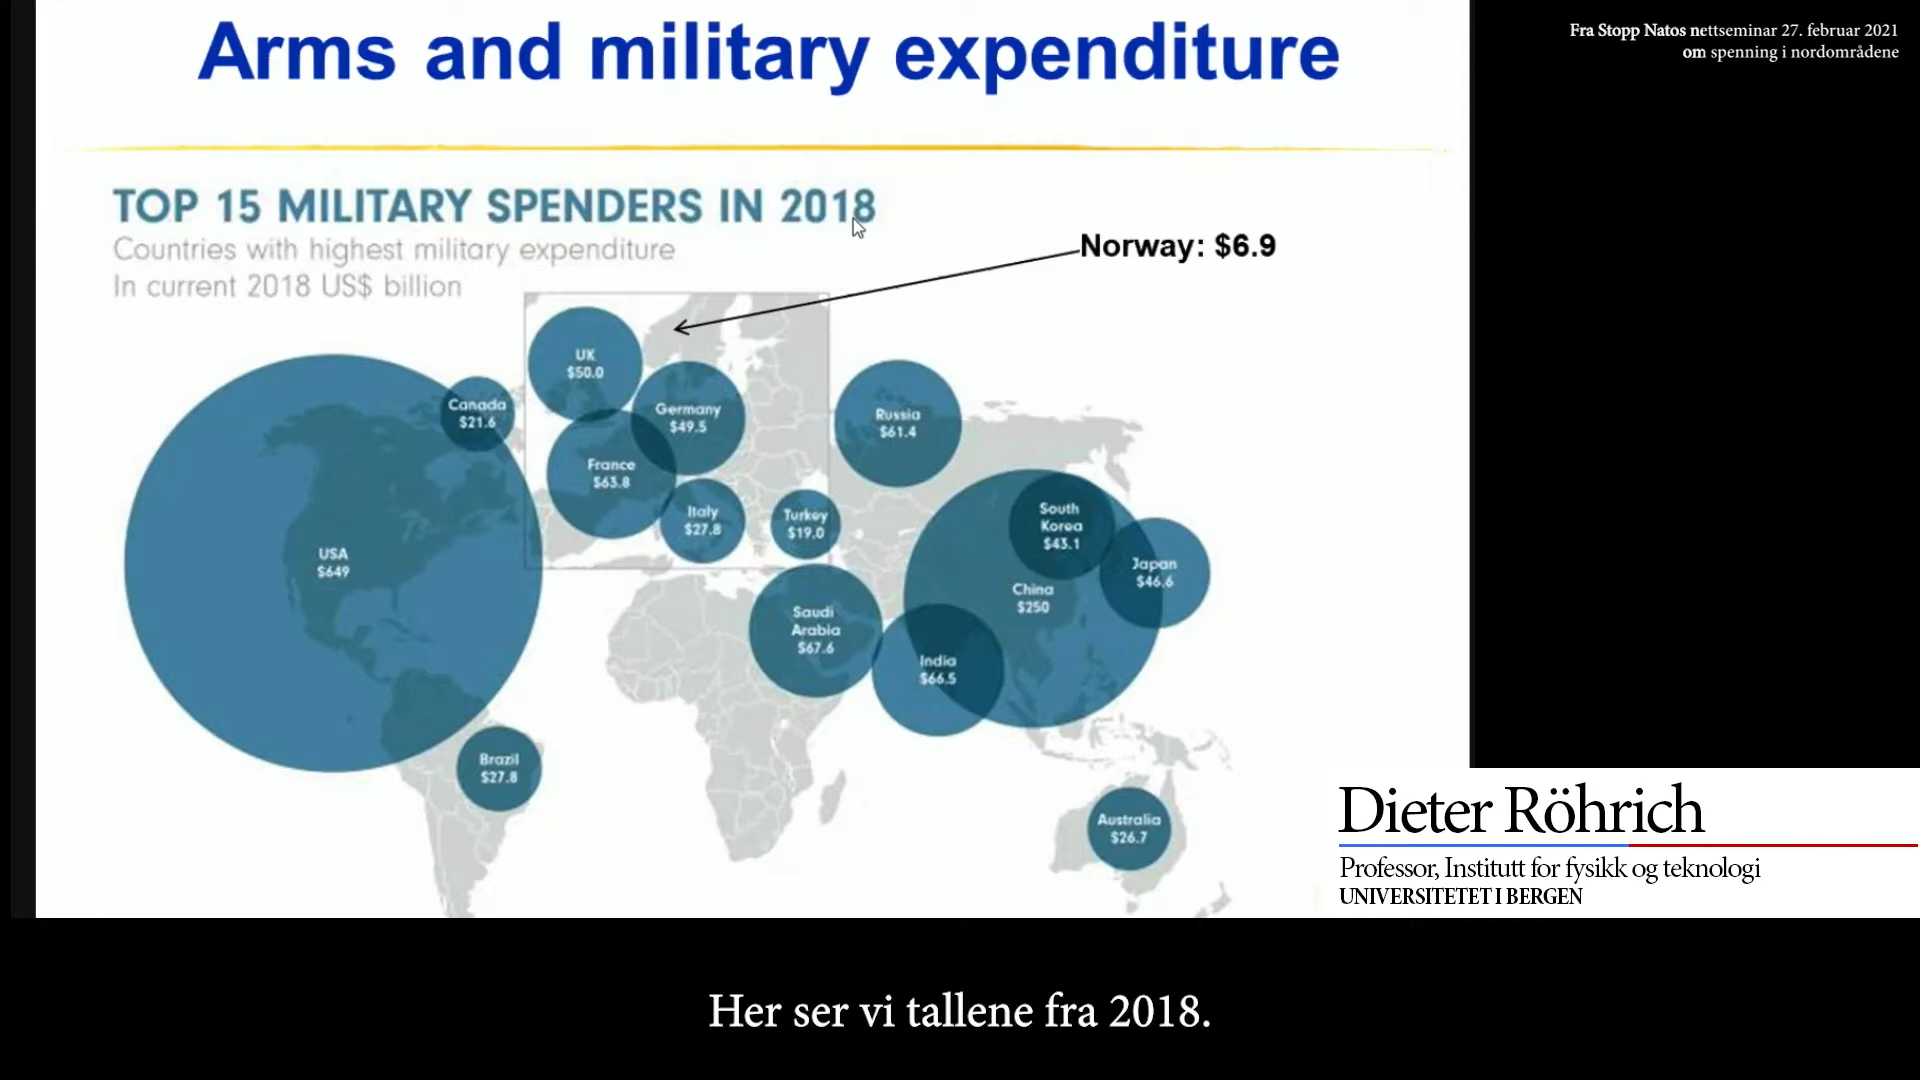 Arms and military expenditure
Fra Stopp Natos nettseminar 27. februar 2021
om spenning i nordområdene
TOP 15 MILITARY SPENDERS IN 2018
Countries with highest military expenditure
In current 2018 US$ billion
Norway: $6.9
UK
$50.0
Canada
$21.6
Germany
$49.5
Russia
$61.4
France
$63.8
Italy
$27.8
Turkey
$19.0
South
Korea
$43.1
USA
$649
Japan
$46.6
China
$250
Saudi
Arabia
$67.6
India
$66.5
Brazil
$27.8
Australia
$26.7
Dieter Röhrich
Professor, Institutt for fysikk og teknologi
UNIVERSITETET I BERGEN
Her ser vi tallene fra 2018.